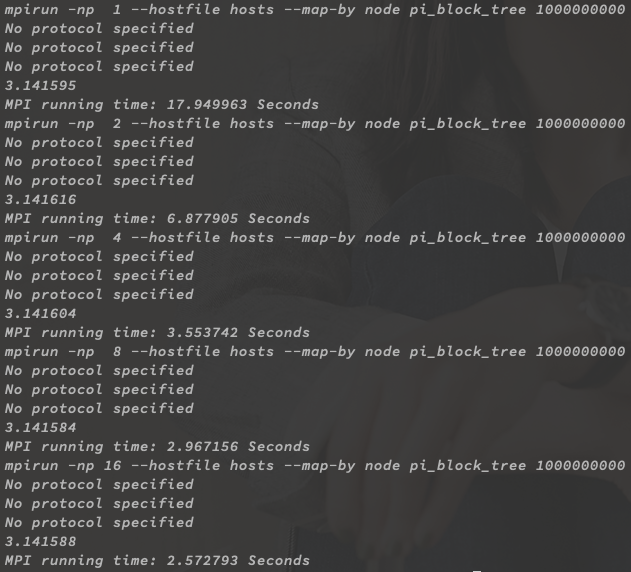 mpirun -np  1 --hostfile hosts --map-by node pi_block_tree 1000000000
No protocol specified
No protocol specified
No protocol specified
3.141595
MPI running time: 17.949963 Seconds
mpirun -np  2 --hostfile hosts --map-by node pi_block_tree 1000000000
No protocol specified
No protocol specified
No protocol specified
3.141616
MPI running time: 6.877905 Seconds
mpirun -np  4 --hostfile hosts --map-by node pi_block_tree 1000000000
No protocol specified
No protocol specified
No protocol specified
3.141604
MPI running time: 3.553742 Seconds
mpirun -np  8 --hostfile hosts --map-by node pi_block_tree 1000000000
No protocol specified
No protocol specified
No protocol specified
3.141584
MPI running time: 2.967156 Seconds
mpirun -np 16 --hostfile hosts --map-by node pi_block_tree 1000000000
No protocol specified
No protocol specified
No protocol specified
3.141588
MPI running time: 2.572793 Seconds